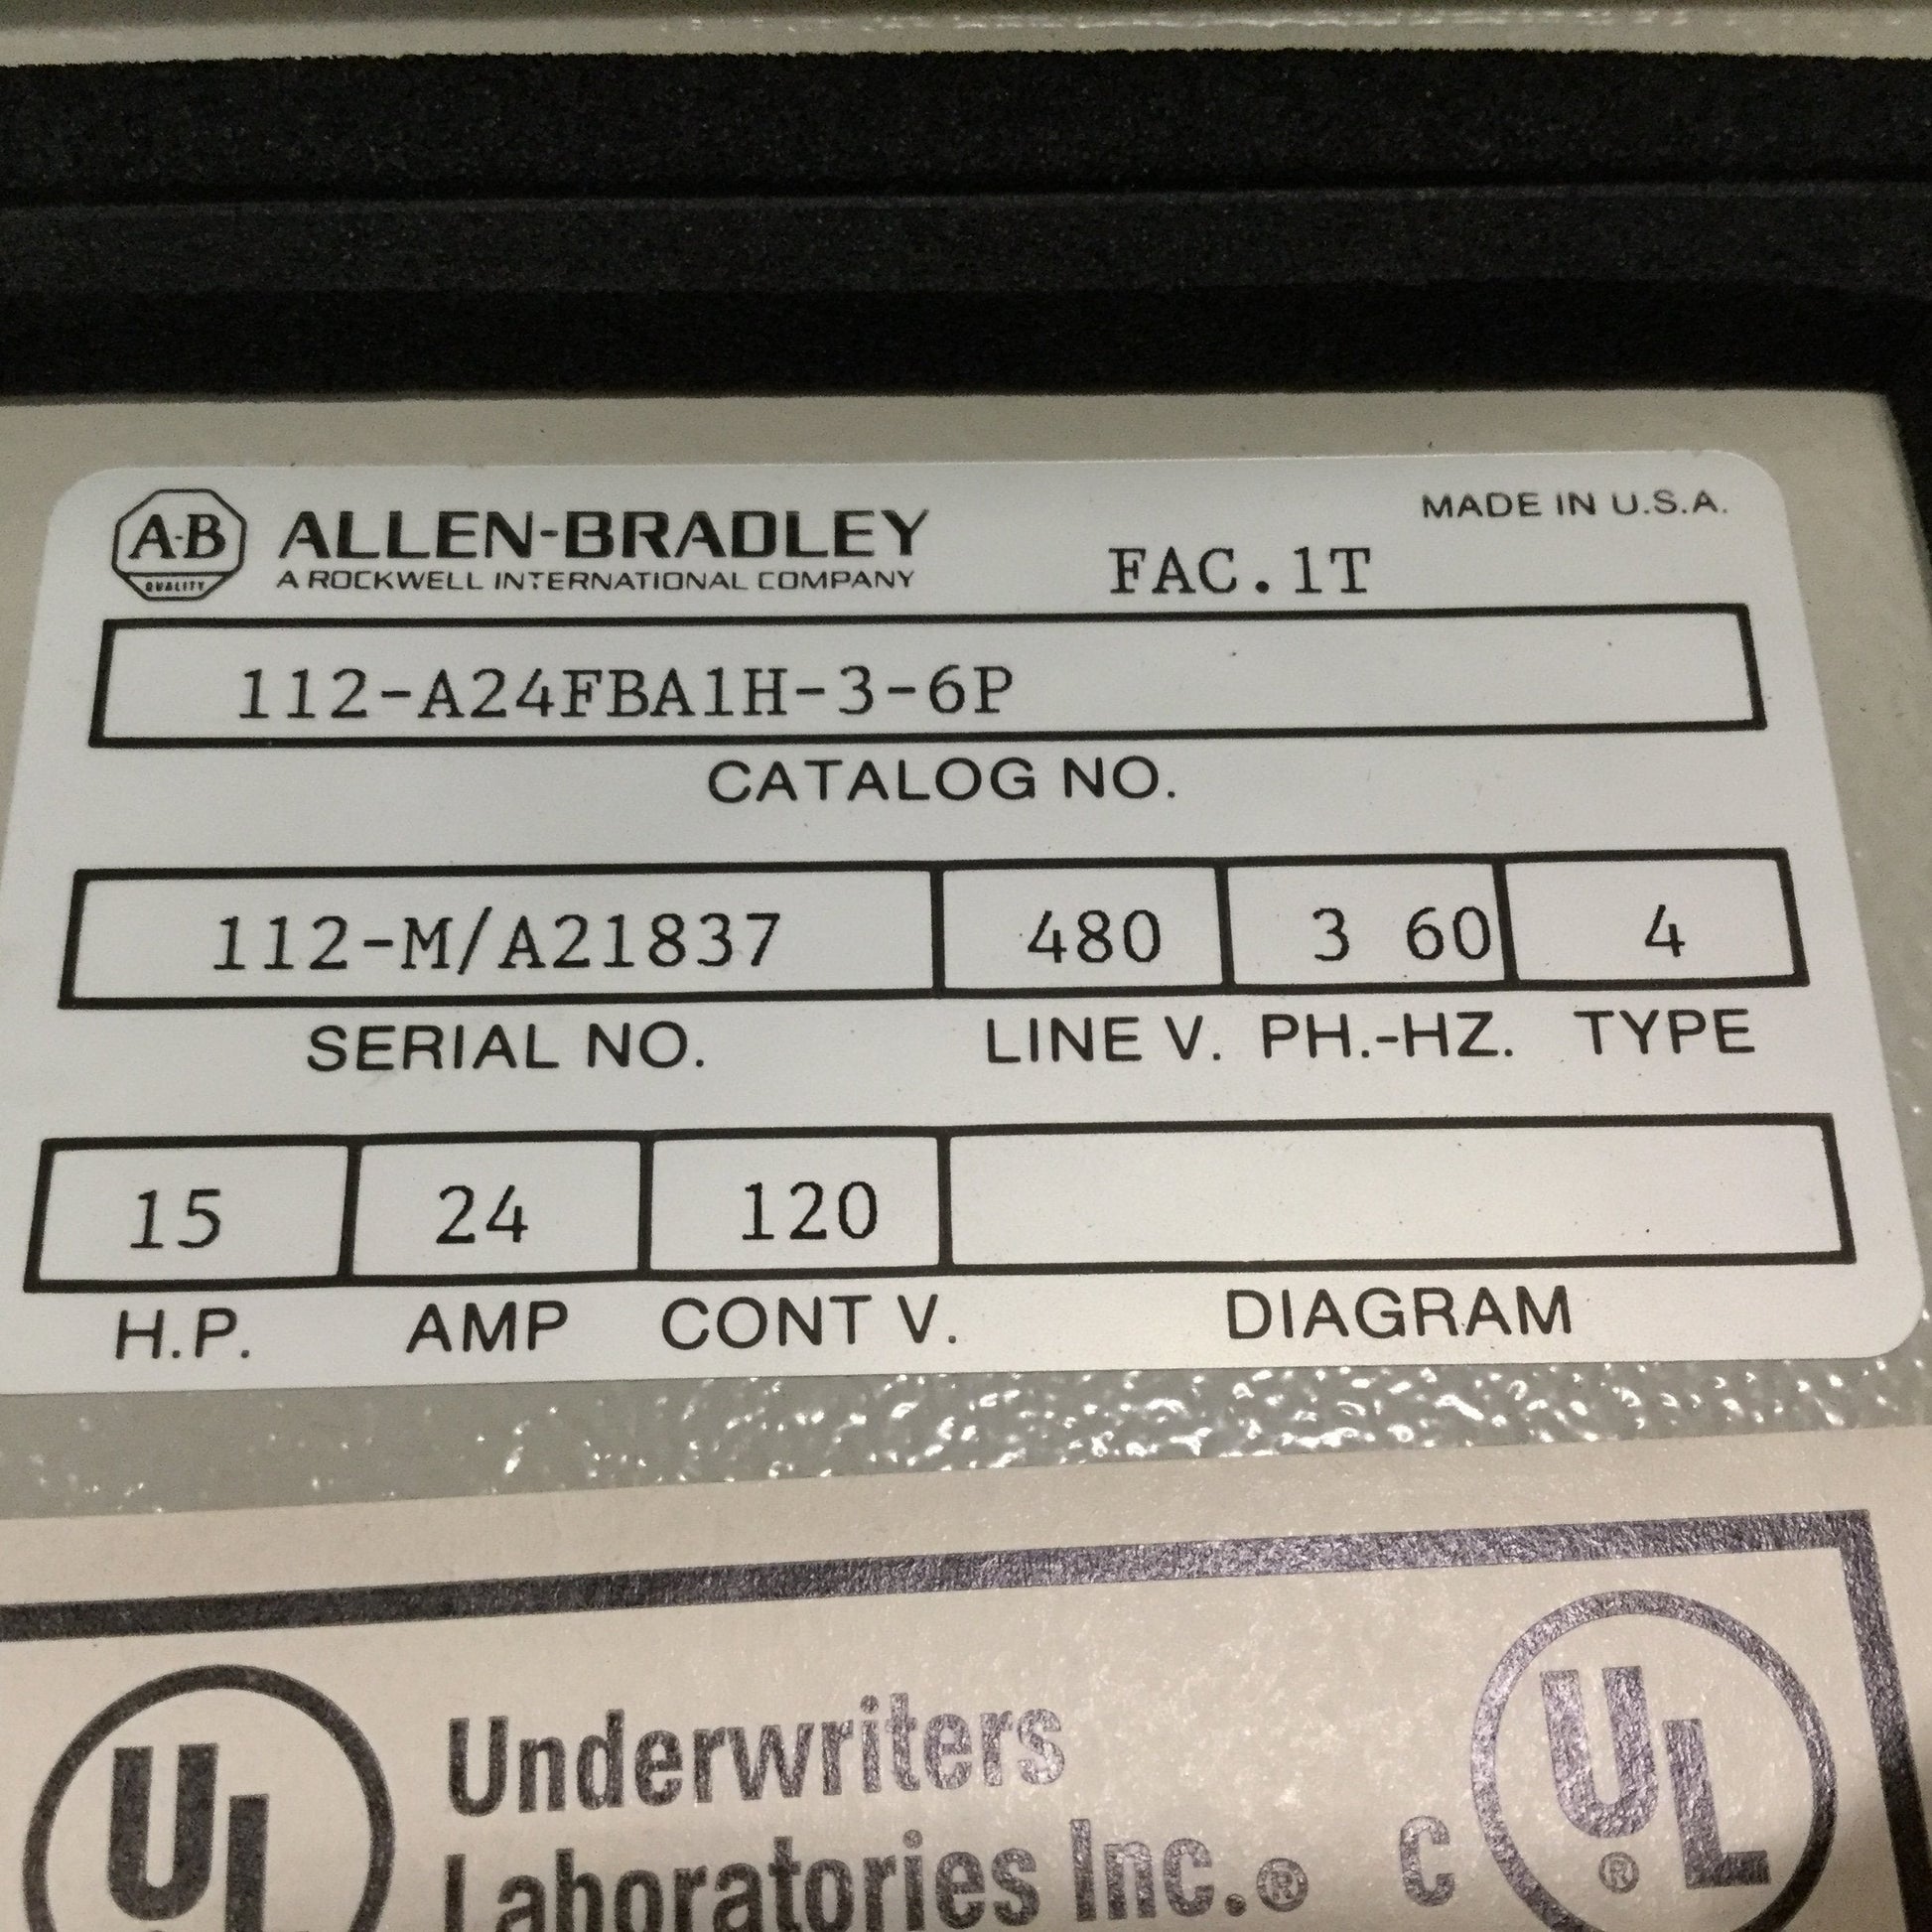 A-B QUALITY ALLEN-BRADLEY
A ROCKWELL INTERNATIONAL COMPANY
MADE IN U.S.A.
FAC.1T
112-A24FBA1H-3-6P
CATALOG NO.
112-M/A21837 480 3 60 4
SERIAL NO. LINE V. PH.-HZ. TYPE
15 24 120
H.P. AMP CONT V. DIAGRAM
UL Underwriters
Laboratories Inc.® C UL ®